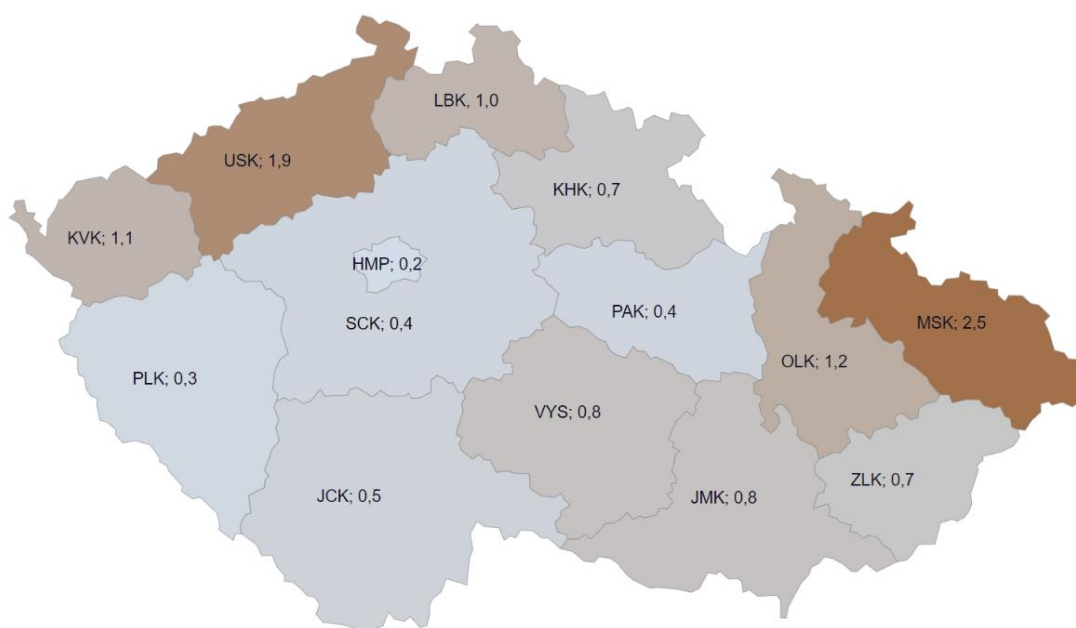 LBK, 1,0
USK; 1,9
KHK; 0,7
KVK; 1,1
HMP; 0,2
PAK; 0,4
SCK; 0,4
MSK; 2,5
OLK; 1,2
PLK; 0,3
VYS; 0,8
ZLK; 0,7
JCK; 0,5
JMK; 0,8